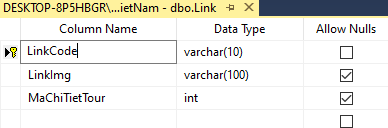 DESKTOP-8P5HBGR\...ietNam - dbo.Link
Column Name Data Type Allow Nulls
LinkCode varchar(10)
LinkImg varchar(100)
MaChiTietTour int